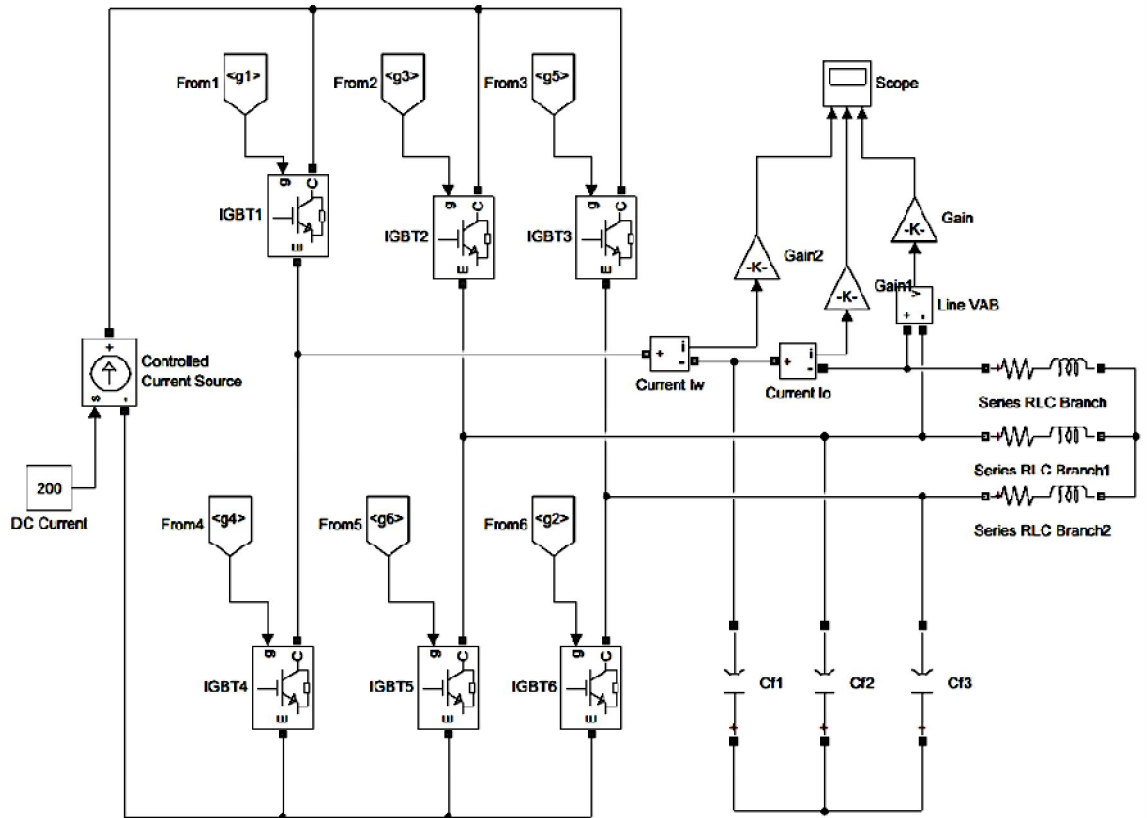 <g1>
From1
<g3>
From2
<g5>
From3
Scope
g
C
IGBT1
E
g
C
IGBT2
E
g
C
IGBT3
E
-K-
Gain2
-K-
Gain1
-K-
Gain
v
+ -
Line VAB
+
-
s
Controlled
Current Source
+ i
-
Current Iw
+ i
-
Current Io
+
Series RLC Branch
+
Series RLC Branch1
+
Series RLC Branch2
200
DC Current
<g4>
From4
<g6>
From5
<g2>
From6
g
C
IGBT4
E
g
C
IGBT5
E
g
C
IGBT6
E
Cf1
+
Cf2
+
Cf3
+